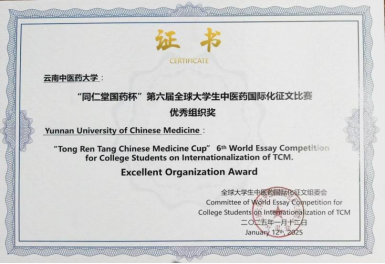 证书
CERTIFICATE
云南中医药大学：
“同仁堂国药杯”第六届全球大学生中医药国际化征文比赛
优秀组织奖
Yunnan University of Chinese Medicine：
“Tong Ren Tang Chinese Medicine Cup” 6th World Essay Competition
for College Students on Internationalization of TCM.
Excellent Organization Award
全球大学生中医药国际化征文组委会
Committee of World Essay Competition for
College Students on Internationalization of TCM
二〇二五年一月十二日
January 12th, 2025